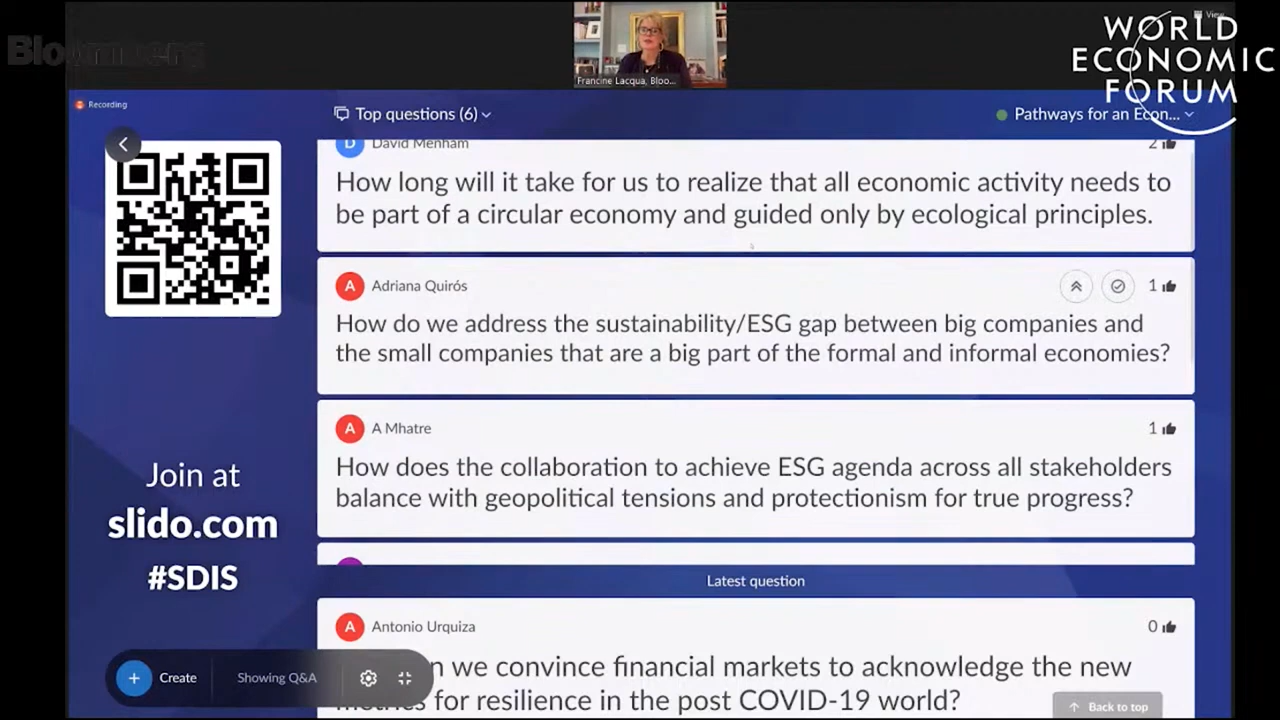 Bloomberg
View
WORLD
ECONOMIC
FORUM
Francine Lacqua, Bloo...
Recording
Top questions (6)
Pathways for an Econ...
David Menham
2
How long will it take for us to realize that all economic activity needs to
be part of a circular economy and guided only by ecological principles.
A
Adriana Quirós
1
How do we address the sustainability/ESG gap between big companies and
the small companies that are a big part of the formal and informal economies?
A
A Mhatre
1
How does the collaboration to achieve ESG agenda across all stakeholders
balance with geopolitical tensions and protectionism for true progress?
Join at
slido.com
#SDIS
Latest question
A
Antonio Urquiza
0
we convince financial markets to acknowledge the new
metrics for resilience in the post COVID-19 world?
Create
Showing Q&A
Back to top